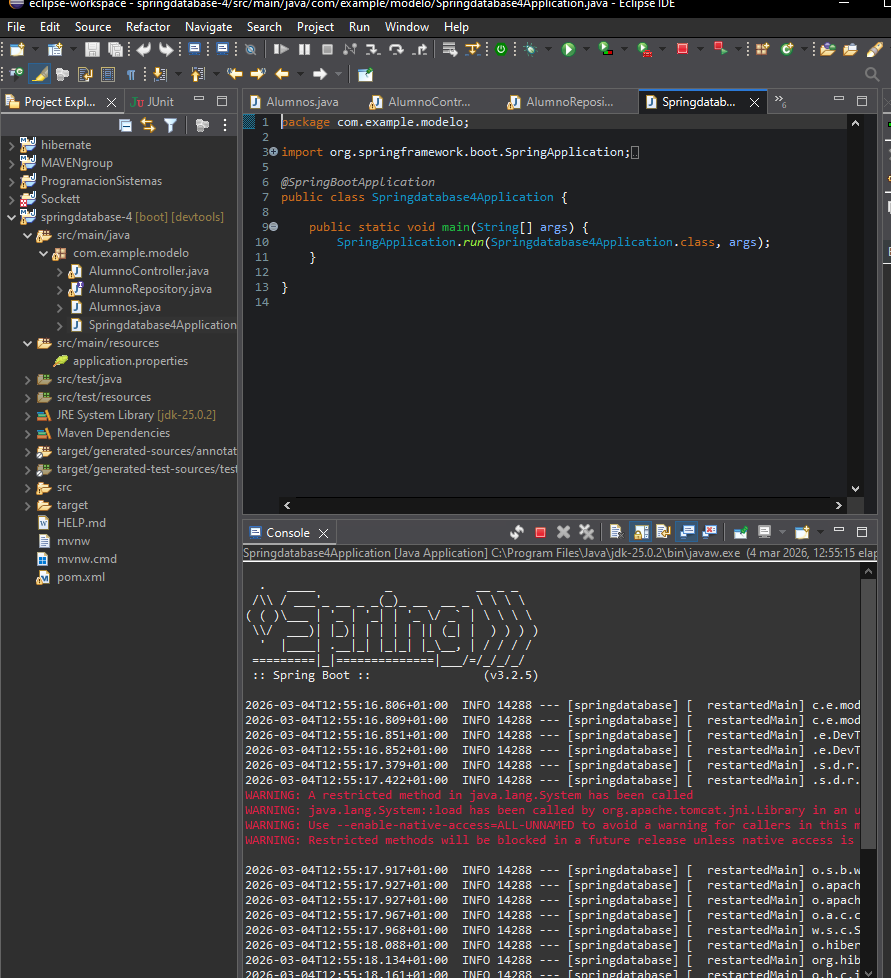 eclipse-workspace - springdatabase-4/src/main/java/com/example/modelo/Springdatabase4Application.java - Eclipse IDE
File Edit Source Refactor Navigate Search Project Run Window Help
Project Expl... JUnit
hibernate
MAVENgroup
ProgramacionSistemas
Sockett
springdatabase-4 [boot] [devtools]
src/main/java
com.example.modelo
AlumnoController.java
AlumnoRepository.java
Alumnos.java
Springdatabase4Application
src/main/resources
application.properties
src/test/java
src/test/resources
JRE System Library [jdk-25.0.2]
Maven Dependencies
target/generated-sources/annotat
target/generated-test-sources/test
src
target
HELP.md
mvnw
mvnw.cmd
pom.xml
Alumnos.java AlumnoContr... AlumnoReposi... Springdatab... 6
1 package com.example.modelo;
2
3 import org.springframework.boot.SpringApplication;
5
6 @SpringBootApplication
7 public class Springdatabase4Application {
8
9 public static void main(String[] args) {
10 SpringApplication.run(Springdatabase4Application.class, args);
11 }
12
13 }
14
Console
Springdatabase4Application [Java Application] C:\Program Files\Java\jdk-25.0.2\bin\javaw.exe (4 mar 2026, 12:55:15 elap
Spring
:: Spring Boot :: (v3.2.5)
2026-03-04T12:55:16.806+01:00 INFO 14288 --- [springdatabase] [ restartedMain] c.e.mod
2026-03-04T12:55:16.809+01:00 INFO 14288 --- [springdatabase] [ restartedMain] c.e.mod
2026-03-04T12:55:16.851+01:00 INFO 14288 --- [springdatabase] [ restartedMain] .e.DevT
2026-03-04T12:55:16.852+01:00 INFO 14288 --- [springdatabase] [ restartedMain] .e.DevT
2026-03-04T12:55:17.379+01:00 INFO 14288 --- [springdatabase] [ restartedMain] .s.d.r.
2026-03-04T12:55:17.422+01:00 INFO 14288 --- [springdatabase] [ restartedMain] .s.d.r.
WARNING: A restricted method in java.lang.System has been called
WARNING: java.lang.System::load has been called by org.apache.tomcat.jni.Library in an u
WARNING: Use --enable-native-access=ALL-UNNAMED to avoid a warning for callers in this m
WARNING: Restricted methods will be blocked in a future release unless native access is
2026-03-04T12:55:17.917+01:00 INFO 14288 --- [springdatabase] [ restartedMain] o.s.b.w
2026-03-04T12:55:17.927+01:00 INFO 14288 --- [springdatabase] [ restartedMain] o.apach
2026-03-04T12:55:17.927+01:00 INFO 14288 --- [springdatabase] [ restartedMain] o.apach
2026-03-04T12:55:17.967+01:00 INFO 14288 --- [springdatabase] [ restartedMain] o.a.c.c
2026-03-04T12:55:17.968+01:00 INFO 14288 --- [springdatabase] [ restartedMain] w.s.c.S
2026-03-04T12:55:18.088+01:00 INFO 14288 --- [springdatabase] [ restartedMain] o.hiber
2026-03-04T12:55:18.134+01:00 INFO 14288 --- [springdatabase] [ restartedMain] org.hib
2026-03-04T12:55:18.161+01:00 INFO 14288 --- [springdatabase] [ restartedMain] o.h.c.i